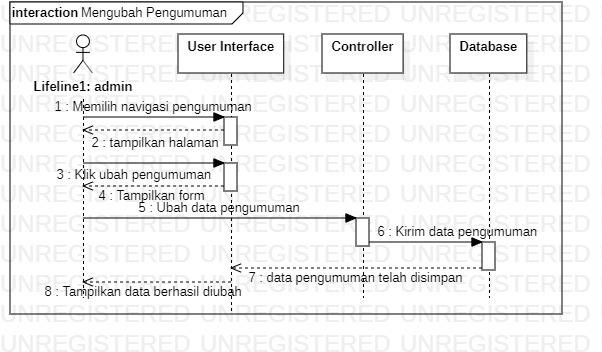 interaction Mengubah Pengumuman
User Interface
Controller
Database
Lifeline1: admin
1 : Memilih navigasi pengumuman
2 : tampilkan halaman
3 : Klik ubah pengumuman
4 : Tampilkan form
5 : Ubah data pengumuman
6 : Kirim data pengumuman
7 : data pengumuman telah disimpan
8 : Tampilkan data berhasil diubah
UNREGISTERED